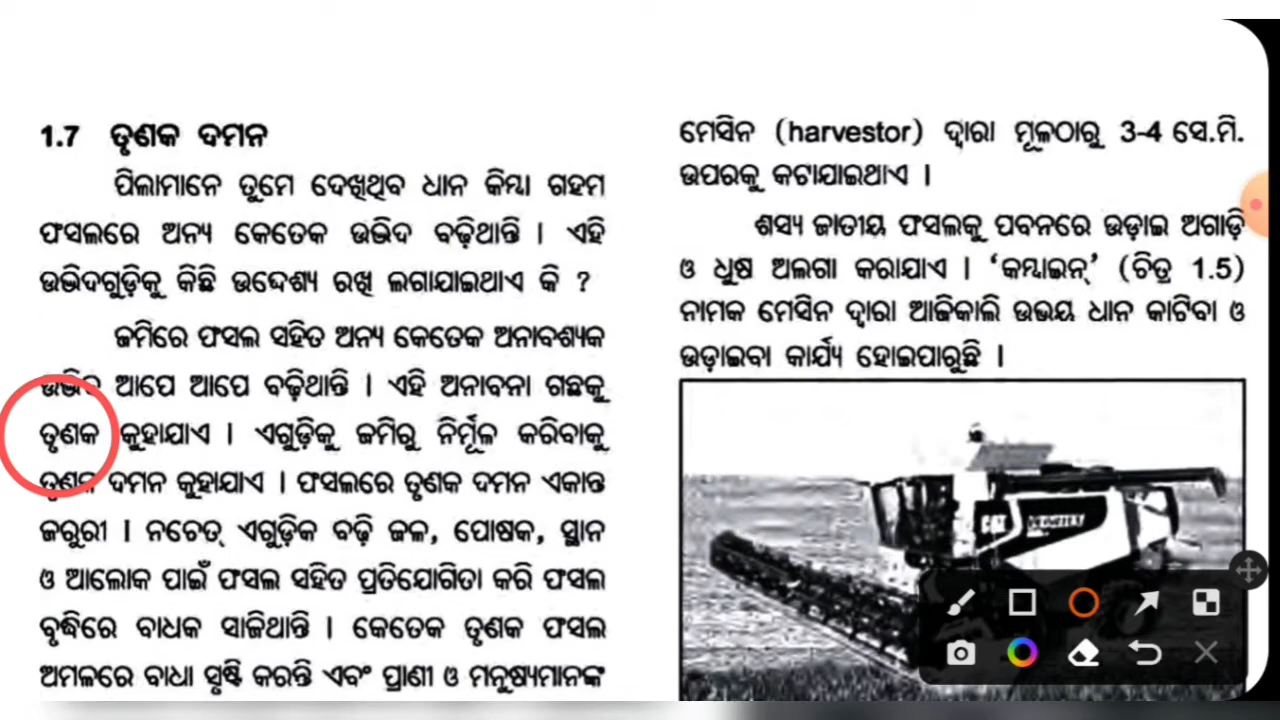 1.7 ତୃଣକ ଦମନ
ପିଲାମାନେ ତୁମେ ଦେଖିଥିବ ଧାନ କିମ୍ବା ଗହମ
ଫସଲରେ ଅନ୍ୟ କେତେକ ଉଦ୍ଭିଦ ବଢ଼ିଥାନ୍ତି । ଏହି
ଉଦ୍ଭିଦଗୁଡ଼ିକୁ କିଛି ଉଦ୍ଦେଶ୍ୟ ରଖି ଲଗାଯାଇଥାଏ କି ?
ଜମିରେ ଫସଲ ସହିତ ଅନ୍ୟ କେତେକ ଅନାବଶ୍ୟକ
ଉଦ୍ଭିଦ ଆପେ ଆପେ ବଢ଼ିଥାନ୍ତି । ଏହି ଅନାବନା ଗଛକୁ
ତୃଣକ କୁହାଯାଏ । ଏଗୁଡ଼ିକୁ ଜମିରୁ ନିର୍ମୂଳ କରିବାକୁ
ତୃଣକ ଦମନ କୁହାଯାଏ । ଫସଲରେ ତୃଣକ ଦମନ ଏକାନ୍ତ
ଜରୁରୀ । ନଚେତ୍ ଏଗୁଡ଼ିକ ବଢ଼ି ଜଳ, ପୋଷକ, ସ୍ଥାନ
ଓ ଆଲୋକ ପାଇଁ ଫସଲ ସହିତ ପ୍ରତିଯୋଗିତା କରି ଫସଲ
ବୃଦ୍ଧିରେ ବାଧକ ସାଜିଥାନ୍ତି । କେତେକ ତୃଣକ ଫସଲ
ଅମଳରେ ବାଧା ସୃଷ୍ଟି କରନ୍ତି ଏବଂ ପ୍ରାଣୀ ଓ ମନୁଷ୍ୟମାନଙ୍କ
ମେସିନ (harvestor) ଦ୍ୱାରା ମୂଳଠାରୁ 3-4 ସେ.ମି.
ଉପରକୁ କଟାଯାଇଥାଏ ।
ଶସ୍ୟ ଜାତୀୟ ଫସଲକୁ ପବନରେ ଉଡ଼ାଇ ଅଗାଡ଼ି
ଓ ଧୂଷ ଅଲଗା କରାଯାଏ । ‘କମ୍ବାଇନ୍’ (ଚିତ୍ର 1.5)
ନାମକ ମେସିନ ଦ୍ୱାରା ଆଜିକାଲି ଉଭୟ ଧାନ କାଟିବା ଓ
ଉଡ଼ାଇବା କାର୍ଯ୍ୟ ହୋଇପାରୁଛି ।
CAT